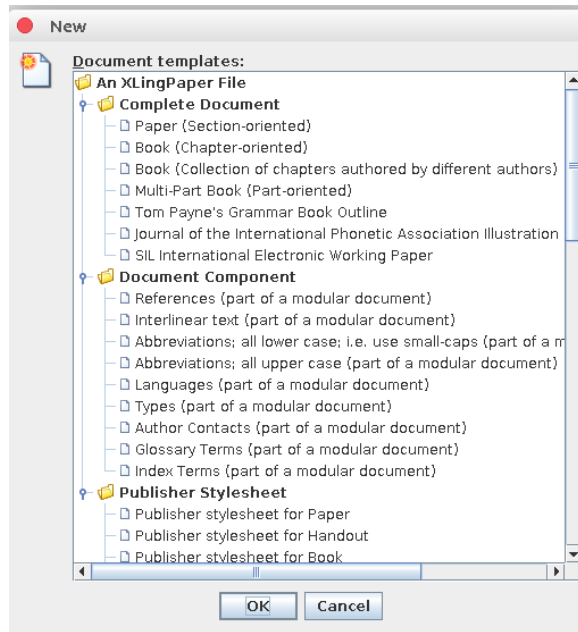 New
Document templates:
An XLingPaper File
Complete Document
Paper (Section-oriented)
Book (Chapter-oriented)
Book (Collection of chapters authored by different authors)
Multi-Part Book (Part-oriented)
Tom Payne's Grammar Book Outline
Journal of the International Phonetic Association Illustration
SIL International Electronic Working Paper
Document Component
References (part of a modular document)
Interlinear text (part of a modular document)
Abbreviations; all lower case; i.e. use small-caps (part of a m
Abbreviations; all upper case (part of a modular document)
Languages (part of a modular document)
Types (part of a modular document)
Author Contacts (part of a modular document)
Glossary Terms (part of a modular document)
Index Terms (part of a modular document)
Publisher Stylesheet
Publisher stylesheet for Paper
Publisher stylesheet for Handout
Publisher stylesheet for Book
OK Cancel